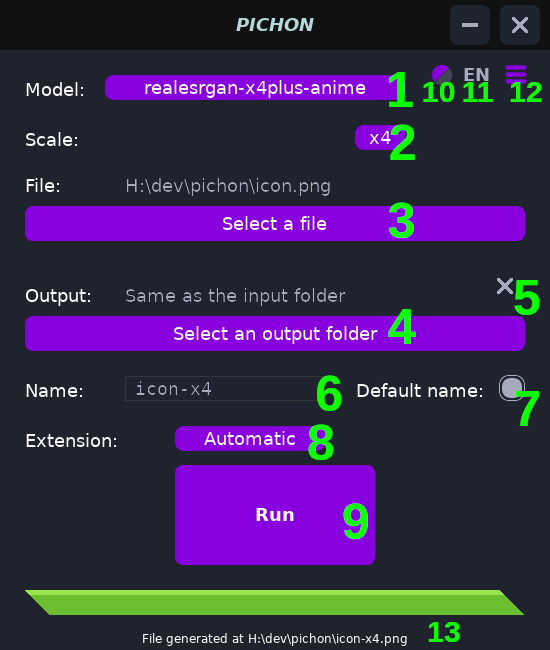 PICHON
Model: realesrgan-x4plus-anime 1 10 EN 11 12
Scale: x4 2
File: H:\dev\pichon\icon.png
Select a file 3
Output: Same as the input folder 5
Select an output folder 4
Name: icon-x4 6 Default name: 7
Extension: Automatic 8
Run 9
File generated at H:\dev\pichon\icon-x4.png 13